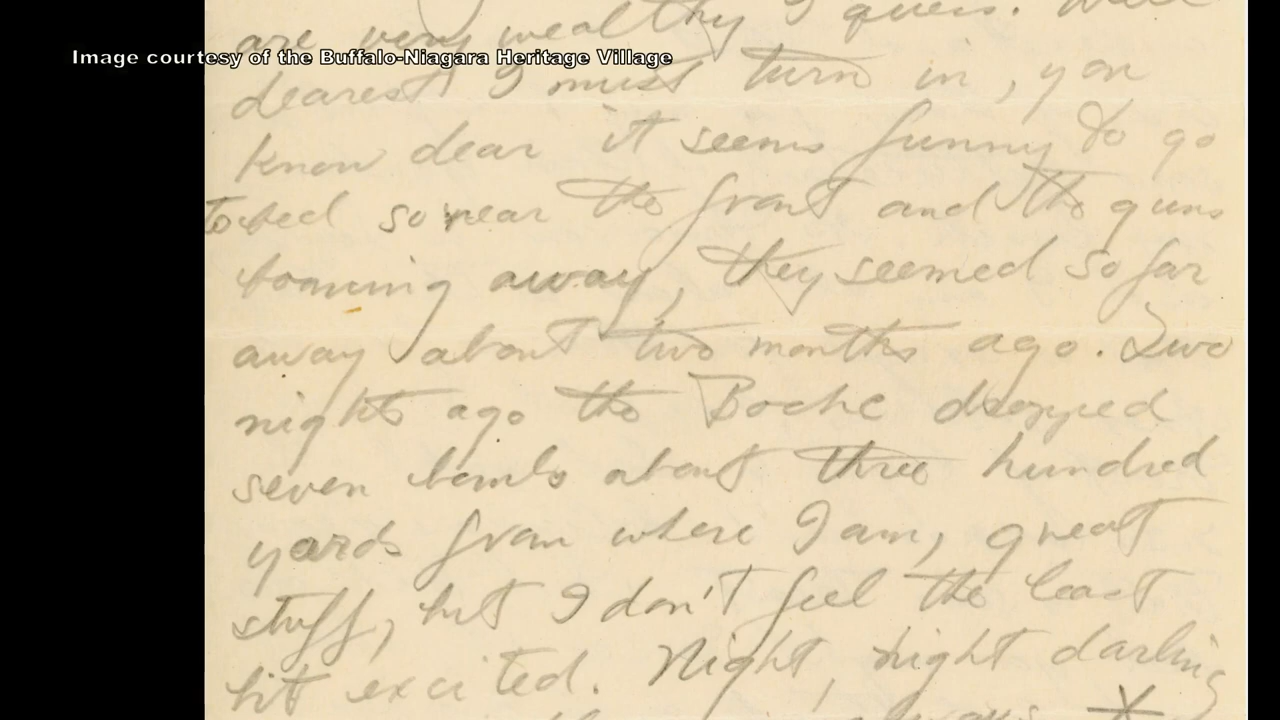 are very wealthy I guess. Well
Image courtesy of the Buffalo-Niagara Heritage Village
dearest I must turn in, you
know dear it seems funny to go
to bed so near the front and the guns
booming away, they seemed so far
away about two months ago. Two
nights ago the Boche dropped
seven bombs about three hundred
yards from where I am, great
stuff, but I don't feel the least
bit excited. Night, night darling